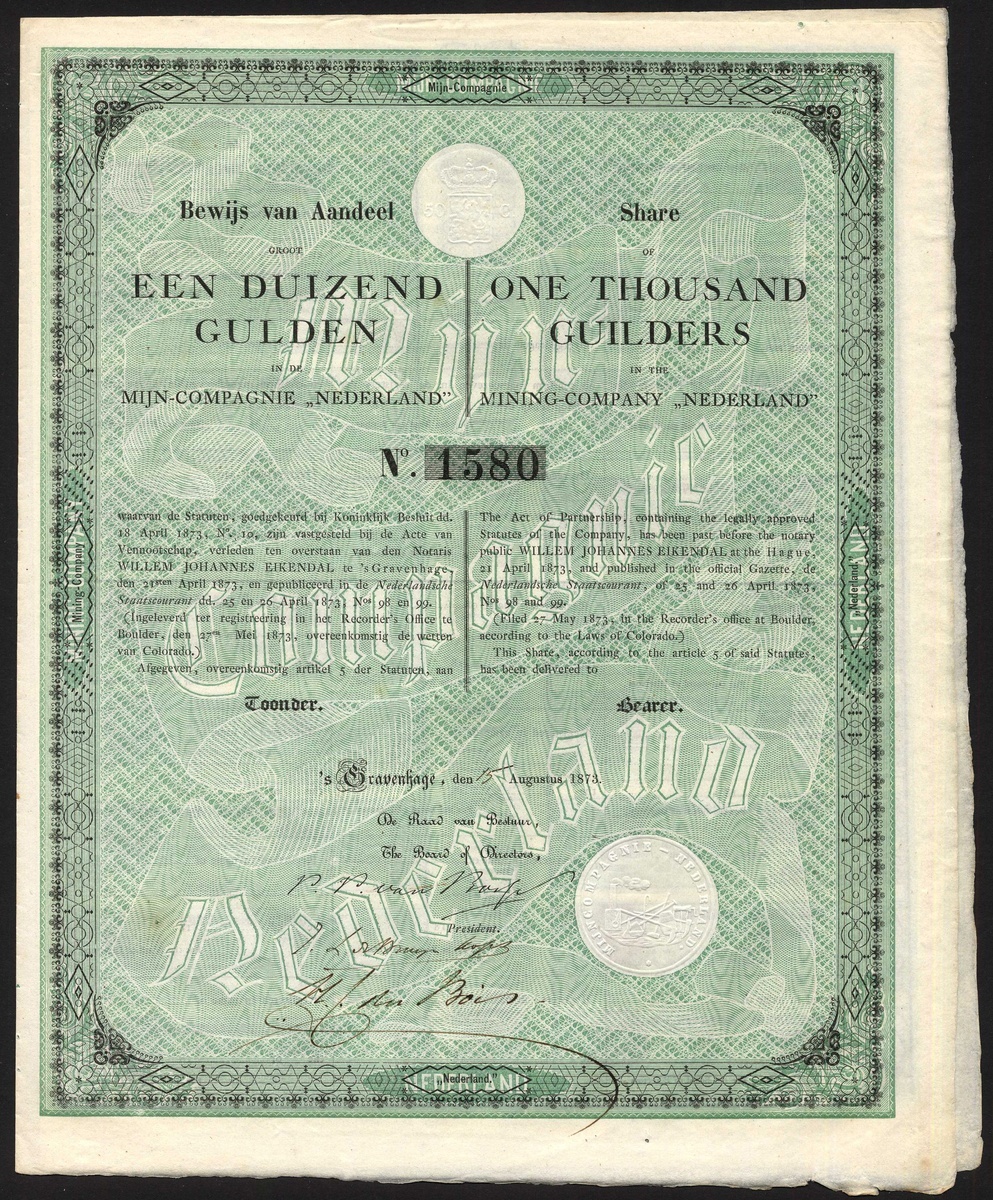 Mijn-Compagnie
Bewijs van Aandeel
GROOT
EEN DUIZEND
GULDEN
IN DE
MIJN-COMPAGNIE „NEDERLAND”
Share
OF
ONE THOUSAND
GUILDERS
IN THE
MINING-COMPANY „NEDERLAND”
Nº. 1580
waarvan de Statuten, goedgekeurd bij Koninklijk Besluit dd.
18 April 1873, Nº. 10, zijn vastgesteld bij de Acte van
Vennootschap, verleden ten overstaan van den Notaris
WILLEM JOHANNES EIKENDAL te 's Gravenhage,
den 21sten April 1873, en gepubliceerd in de Nederlandsche
Staatscourant dd. 25 en 26 April 1873, Nos 98 en 99.
(Ingeleverd ter registreering in het Recorder's Office te
Boulder, den 27en Mei 1873, overeenkomstig de wetten
van Colorado.)
Afgegeven, overeenkomstig artikel 5 der Statuten, aan
Toonder.
The Act of Partnership, containing the legally approved
Statutes of the Company, has been past before the notary
public WILLEM JOHANNES EIKENDAL at the Hague,
21 April 1873, and published in the official Gazette, de
Nederlandsche Staatscourant, of 25 and 26 April 1873,
Nos 98 and 99.
(Filed 27 May 1873, in the Recorder's office at Boulder,
according to the Laws of Colorado.)
This Share, according to the article 5 of said Statutes,
has been delivered to
Bearer.
's Gravenhage, den 15 Augustus 1873.
De Raad van Bestuur,
The Board of Directors,
President.
Mijn
Compagnie
Nederland
Mining-Company
Nederland
MIJNCOMPAGNIE - NEDERLAND
„Nederland,”
NEDERLAND